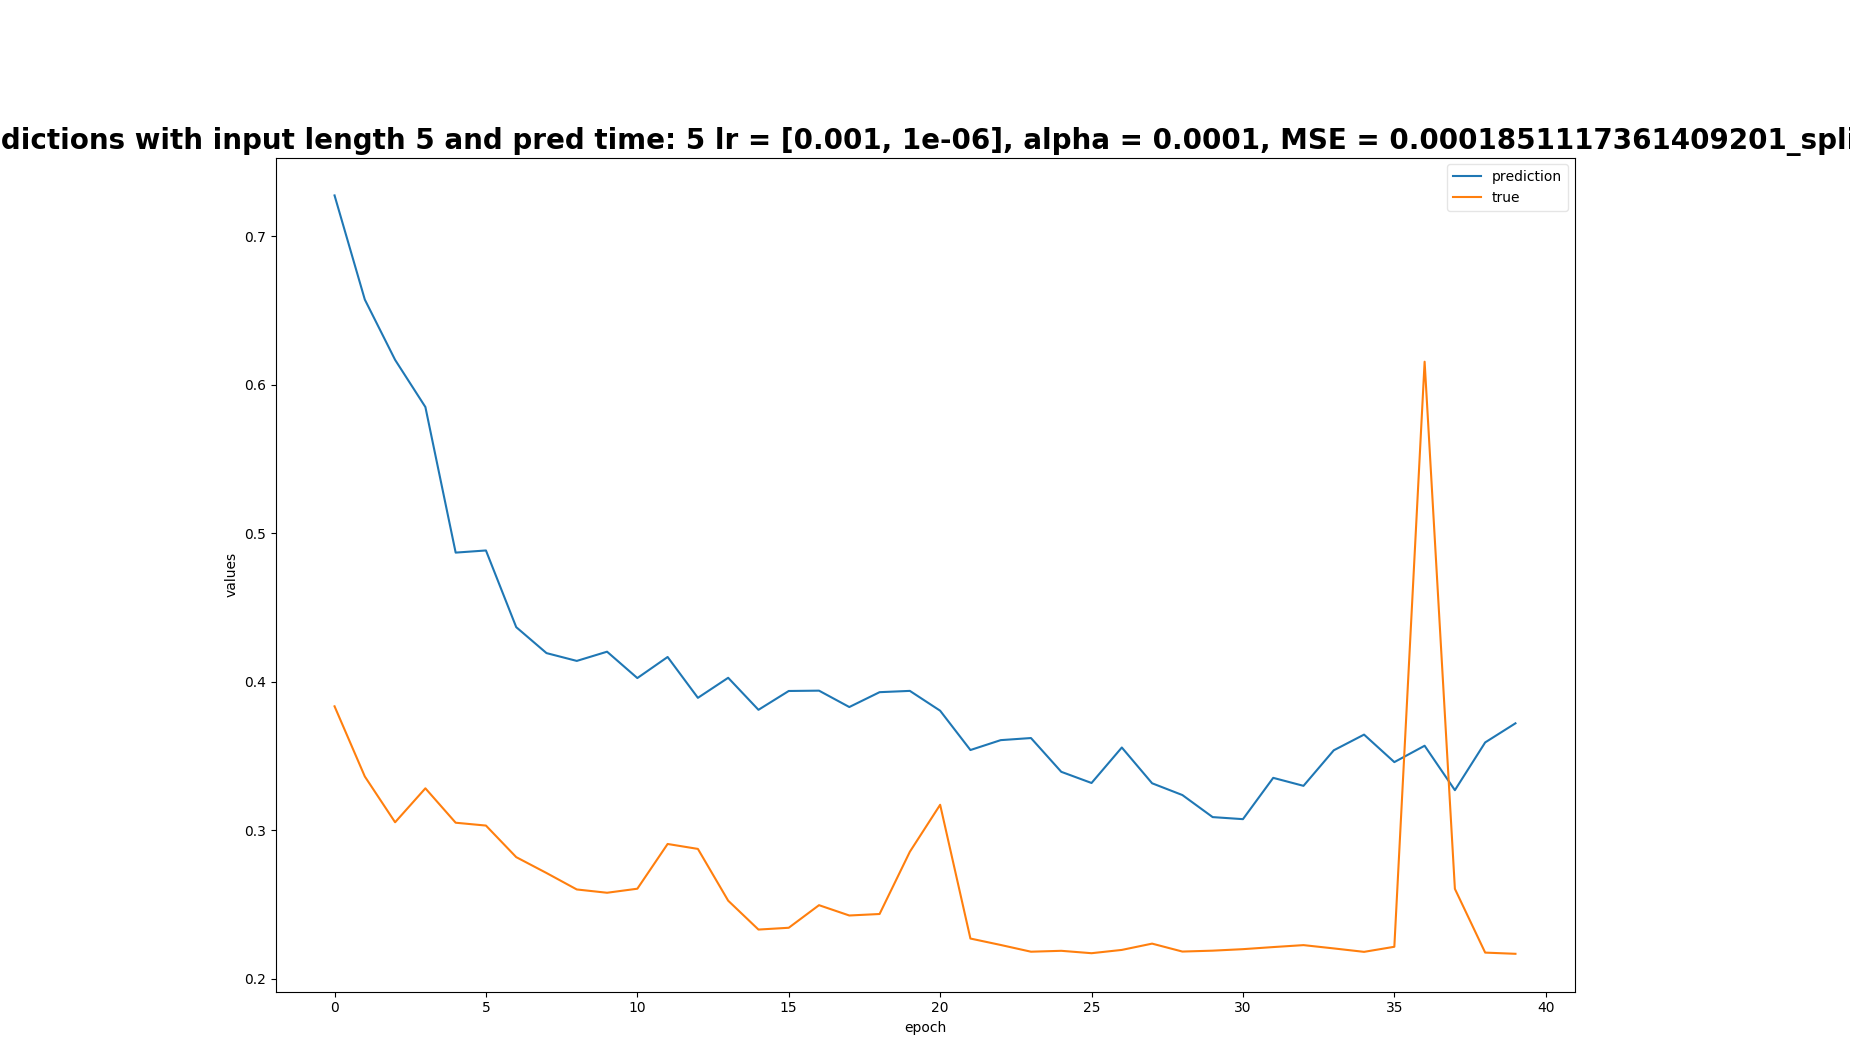 dictions with input length 5 and pred time: 5 lr = [0.001, 1e-06], alpha = 0.0001, MSE = 0.0001851117361409201_spli
prediction
true
0.7
0.6
0.5
0.4
0.3
0.2
values
0 5 10 15 20 25 30 35 40
epoch